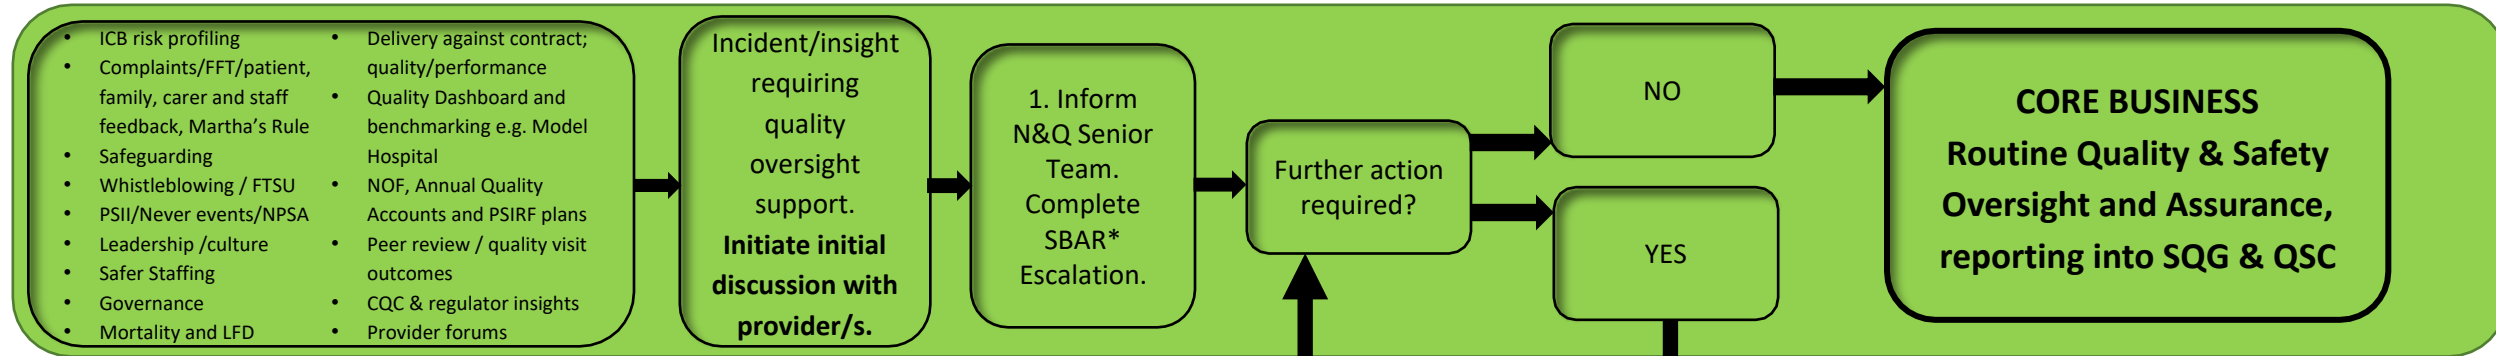 • ICB risk profiling
• Complaints/FFT/patient,
family, carer and staff
feedback, Martha's Rule
• Safeguarding
• Whistleblowing / FTSU
• PSII/Never events/NPSA
• Leadership /culture
• Safer Staffing
• Governance
• Mortality and LFD
• Delivery against contract;
quality/performance
• Quality Dashboard and
benchmarking e.g. Model
Hospital
• NOF, Annual Quality
Accounts and PSIRF plans
• Peer review / quality visit
outcomes
• CQC & regulator insights
• Provider forums
Incident/insight
requiring
quality
oversight
support.
Initiate initial
discussion with
provider/s.
1. Inform
N&Q Senior
Team.
Complete
SBAR*
Escalation.
Further action
required?
NO
YES
CORE BUSINESS
Routine Quality & Safety
Oversight and Assurance,
reporting into SQG & QSC